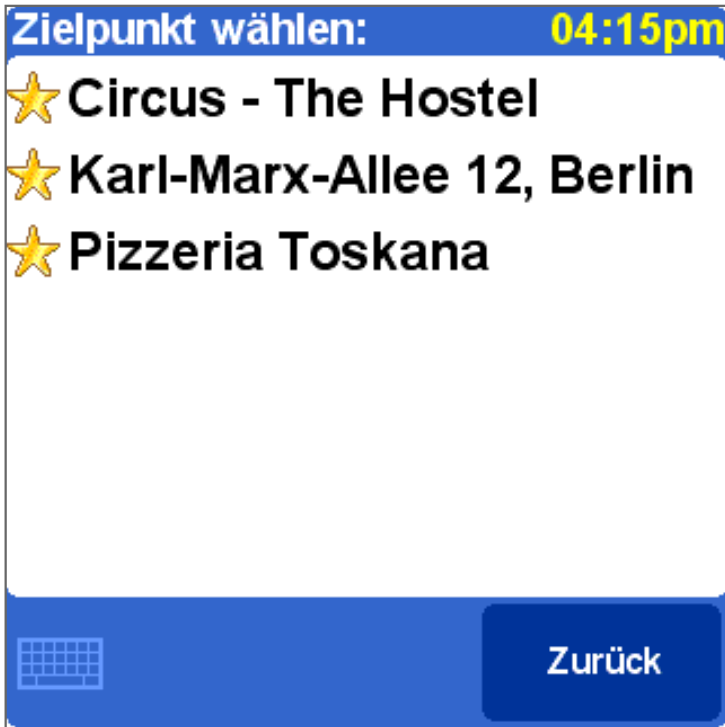 Zielpunkt wählen: 04:15pm
Circus - The Hostel
Karl-Marx-Allee 12, Berlin
Pizzeria Toskana
Zurück